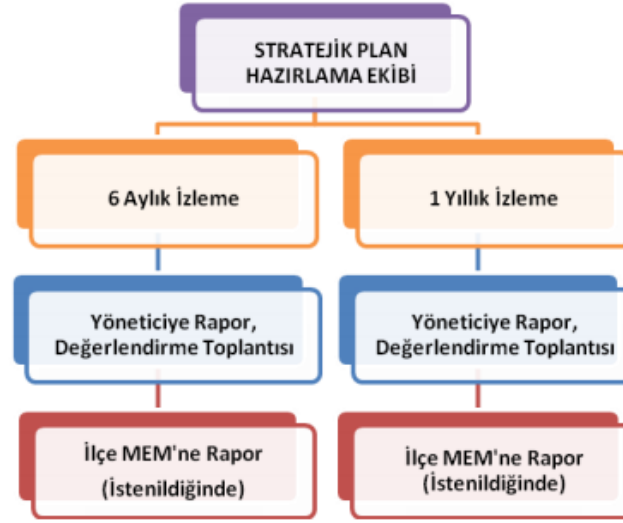 STRATEJİK PLAN
HAZIRLAMA EKİBİ
6 Aylık İzleme
1 Yıllık İzleme
Yöneticiye Rapor,
Değerlendirme Toplantısı
Yöneticiye Rapor,
Değerlendirme Toplantısı
İlçe MEM'ne Rapor
(İstenildiğinde)
İlçe MEM'ne Rapor
(İstenildiğinde)